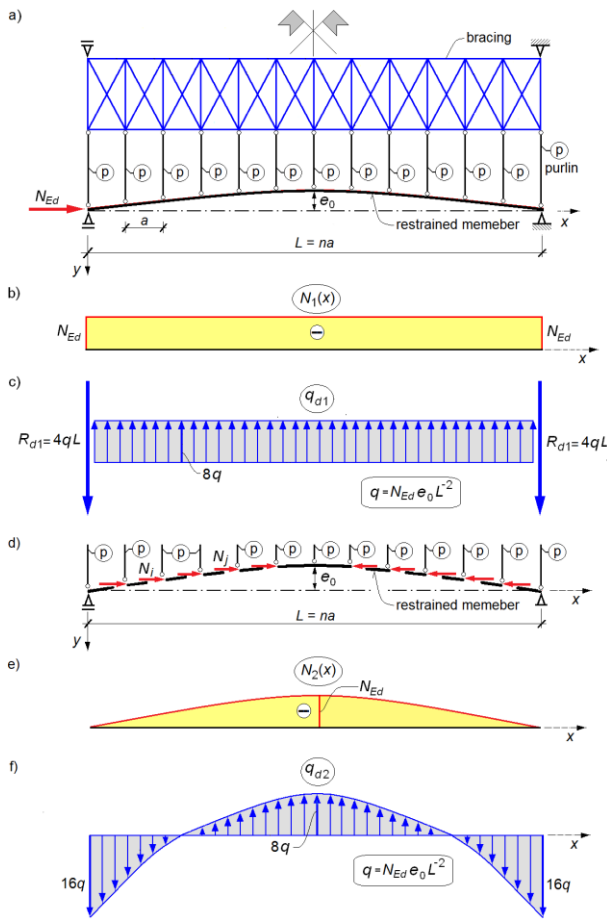 a)
bracing
p p p p p p p p p p p p
p
purlin
N_Ed
e_0
a
restrained memeber
x
L = na
y
b)
N_1(x)
N_Ed
−
N_Ed
x
c)
q_d1
R_d1 = 4qL
R_d1 = 4qL
8q
q = N_Ed e_0 L^-2
d)
p p p p p p p p p p
N_i
N_j
e_0
restrained memeber
x
L = na
y
e)
N_2(x)
N_Ed
−
x
f)
q_d2
8q
x
16q
q = N_Ed e_0 L^-2
16q